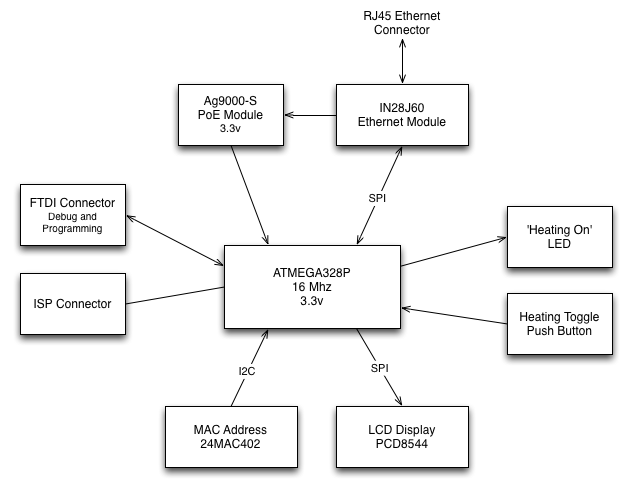 RJ45 Ethernet
Connector
Ag9000-S
PoE Module
3.3v
IN28J60
Ethernet Module
SPI
FTDI Connector
Debug and
Programming
'Heating On'
LED
ATMEGA328P
16 Mhz
3.3v
ISP Connector
Heating Toggle
Push Button
I2C
SPI
MAC Address
24MAC402
LCD Display
PCD8544